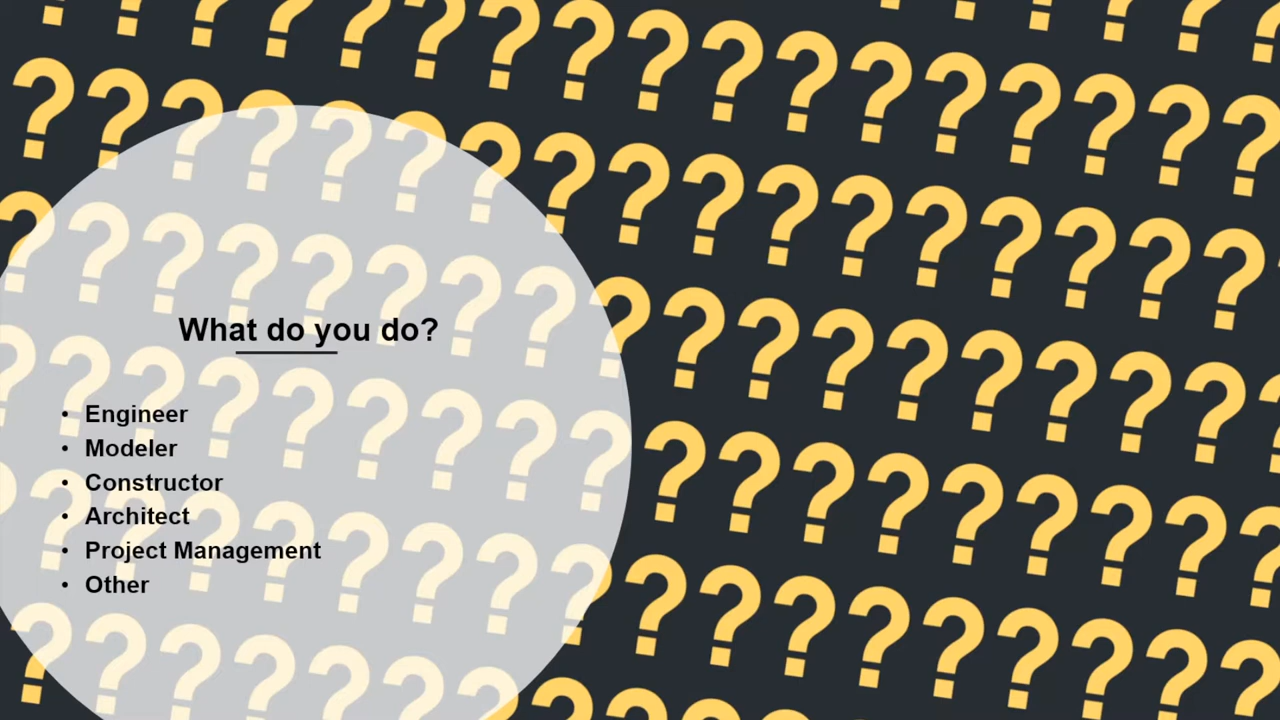 What do you do?
• Engineer
• Modeler
• Constructor
• Architect
• Project Management
• Other